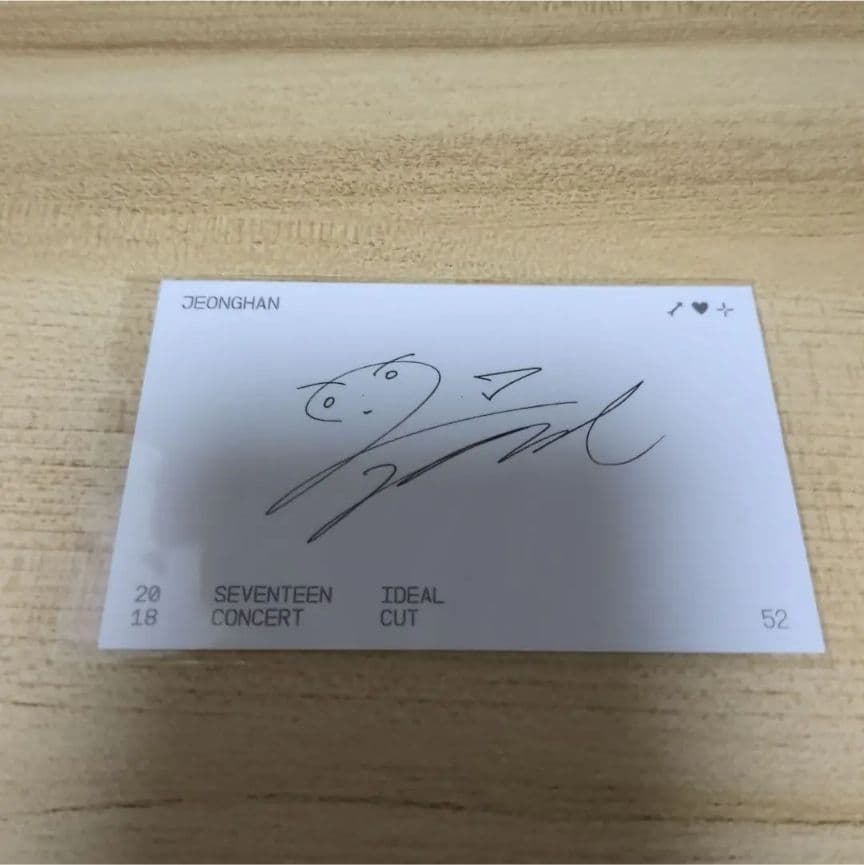 JEONGHAN
20 SEVENTEEN IDEAL
18 CONCERT CUT
52